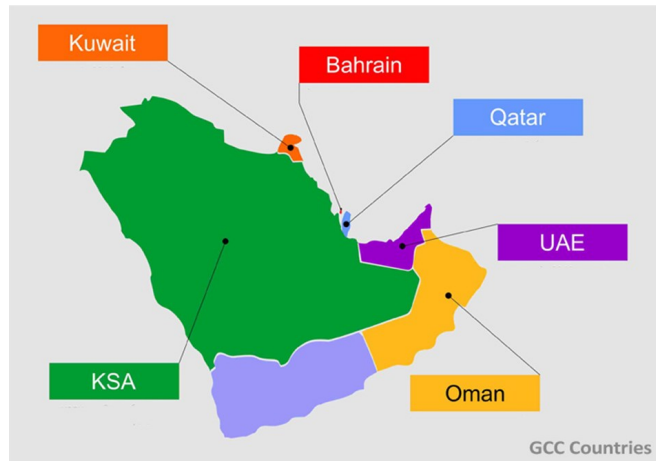 Kuwait
Bahrain
Qatar
UAE
KSA
Oman
GCC Countries